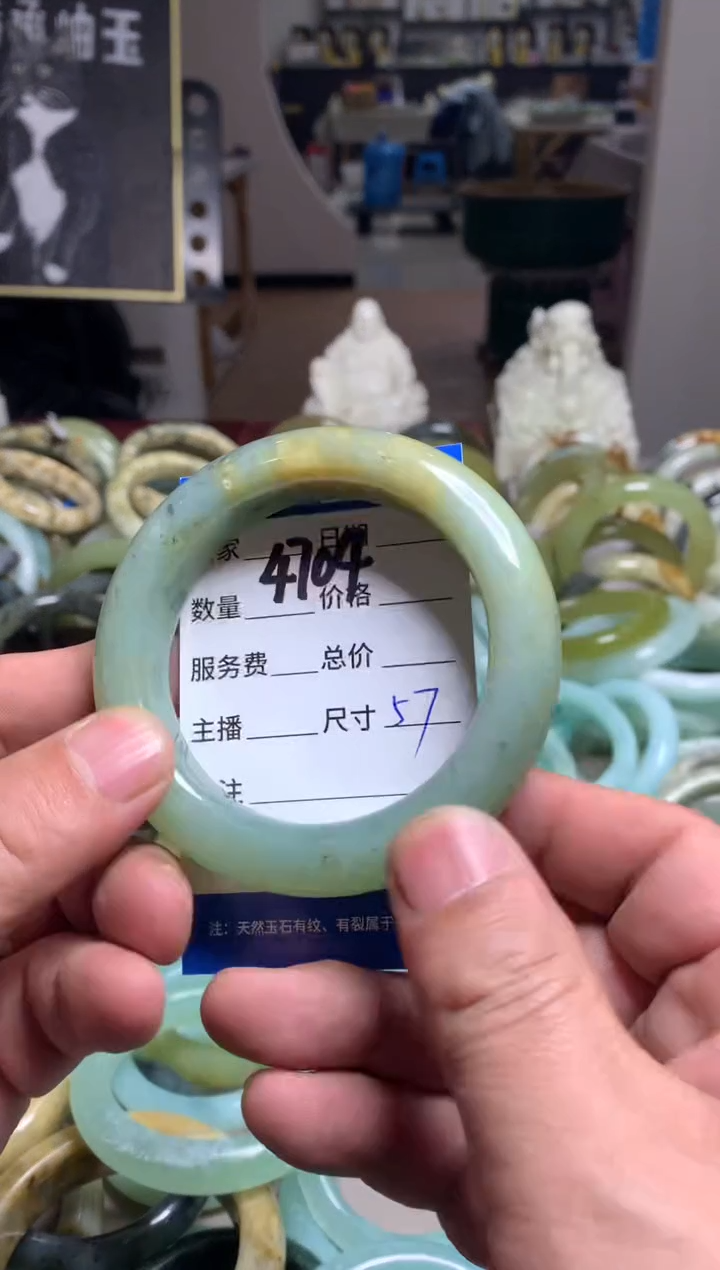 岫玉
家 日期
4704
数量 价格
服务费 总价
主播 尺寸 57
注
注：天然玉石有纹、有裂属于